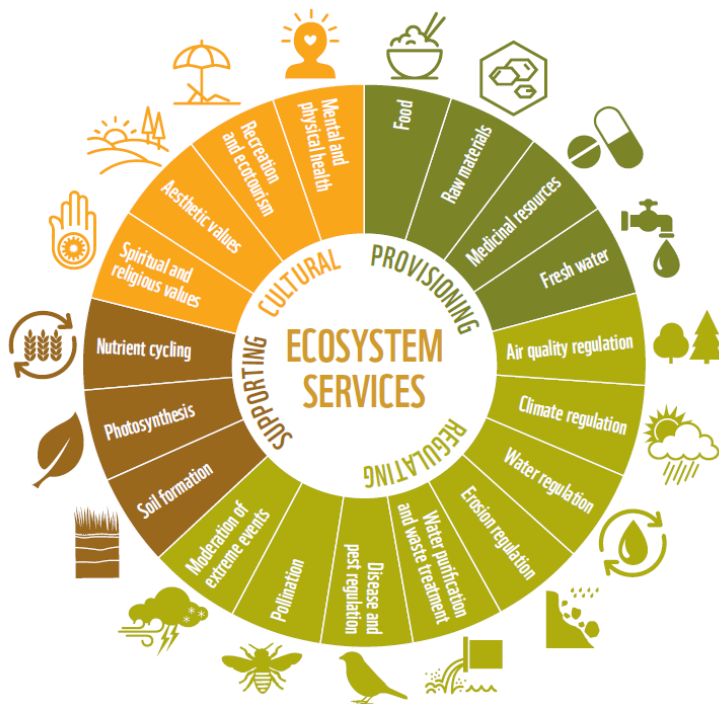 ECOSYSTEM
SERVICES
PROVISIONING
Food
Raw materials
Medicinal resources
Fresh water
REGULATING
Air quality regulation
Climate regulation
Water regulation
Erosion regulation
Water purification
and waste treatment
Disease and
pest regulation
Pollination
Moderation of
extreme events
SUPPORTING
Soil formation
Photosynthesis
Nutrient cycling
CULTURAL
Spiritual and
religious values
Aesthetic values
Recreation
and ecotourism
Mental and
physical health